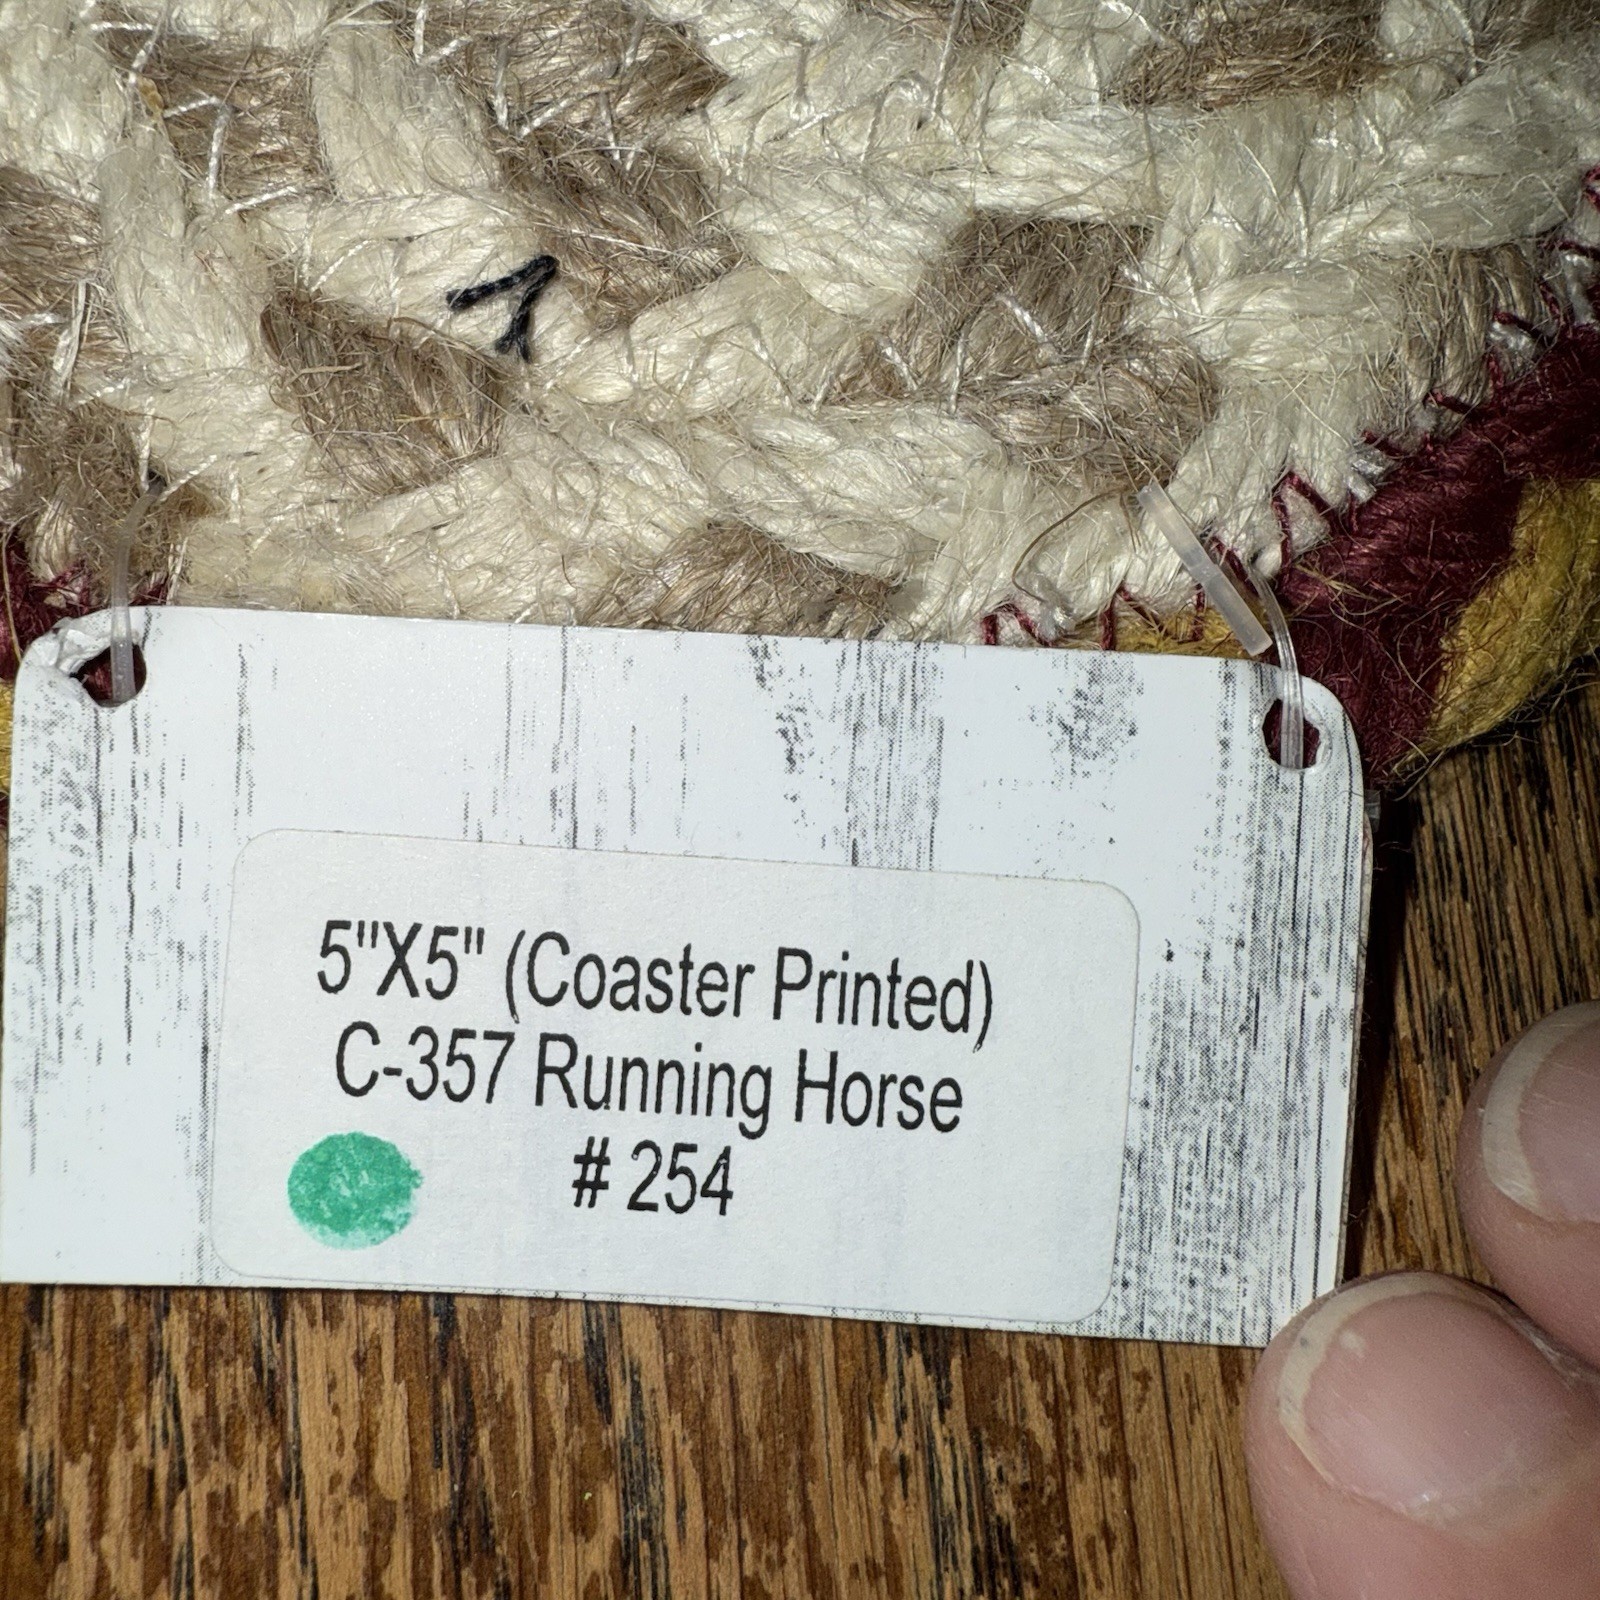 5"X5" (Coaster Printed)
C-357 Running Horse
# 254